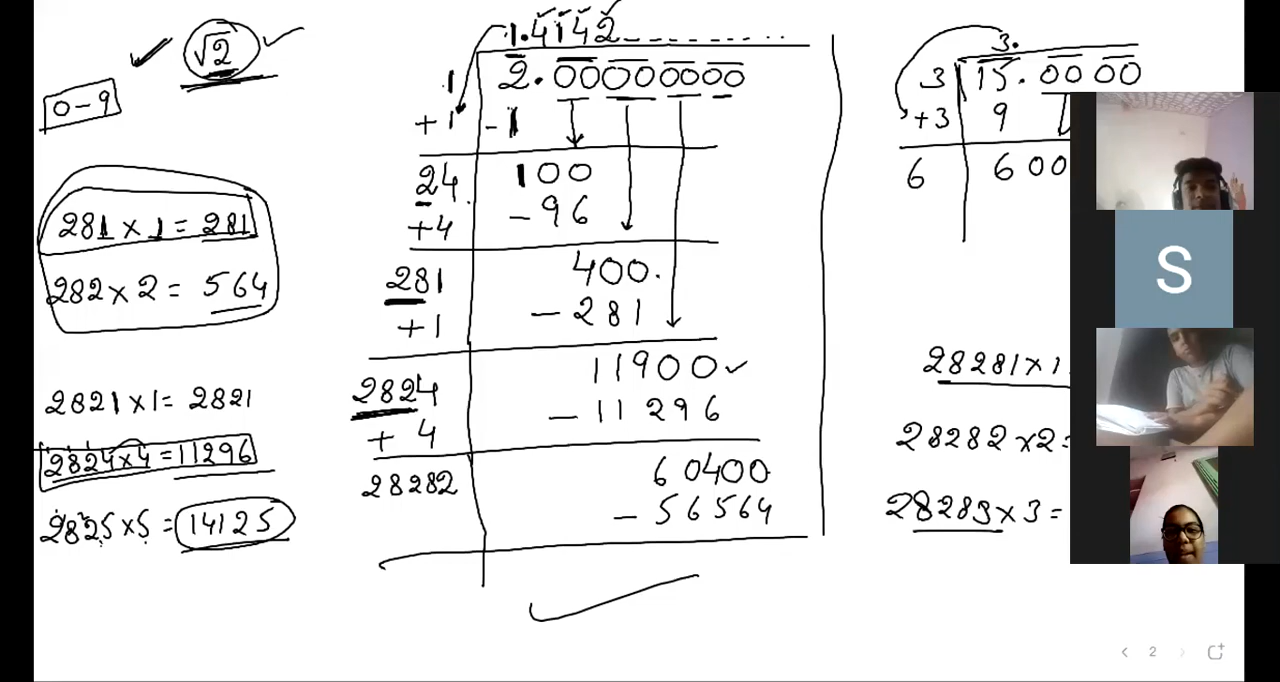 √2
0-9
281 × 1 = 281
282 × 2 = 564
2821 × 1 = 2821
2824 × 4 = 11296
2825 × 5 = 14125
1.4142
1 2.00000000
+1 -1
24 100
+4 -96
281 400.
+1 -281
2824 11900
+4 -11296
28282 60400
-56564
3.
3 15.0000
+3 9
6 600
28281 × 1
28282 × 2 =
28283 × 3 =
S
2